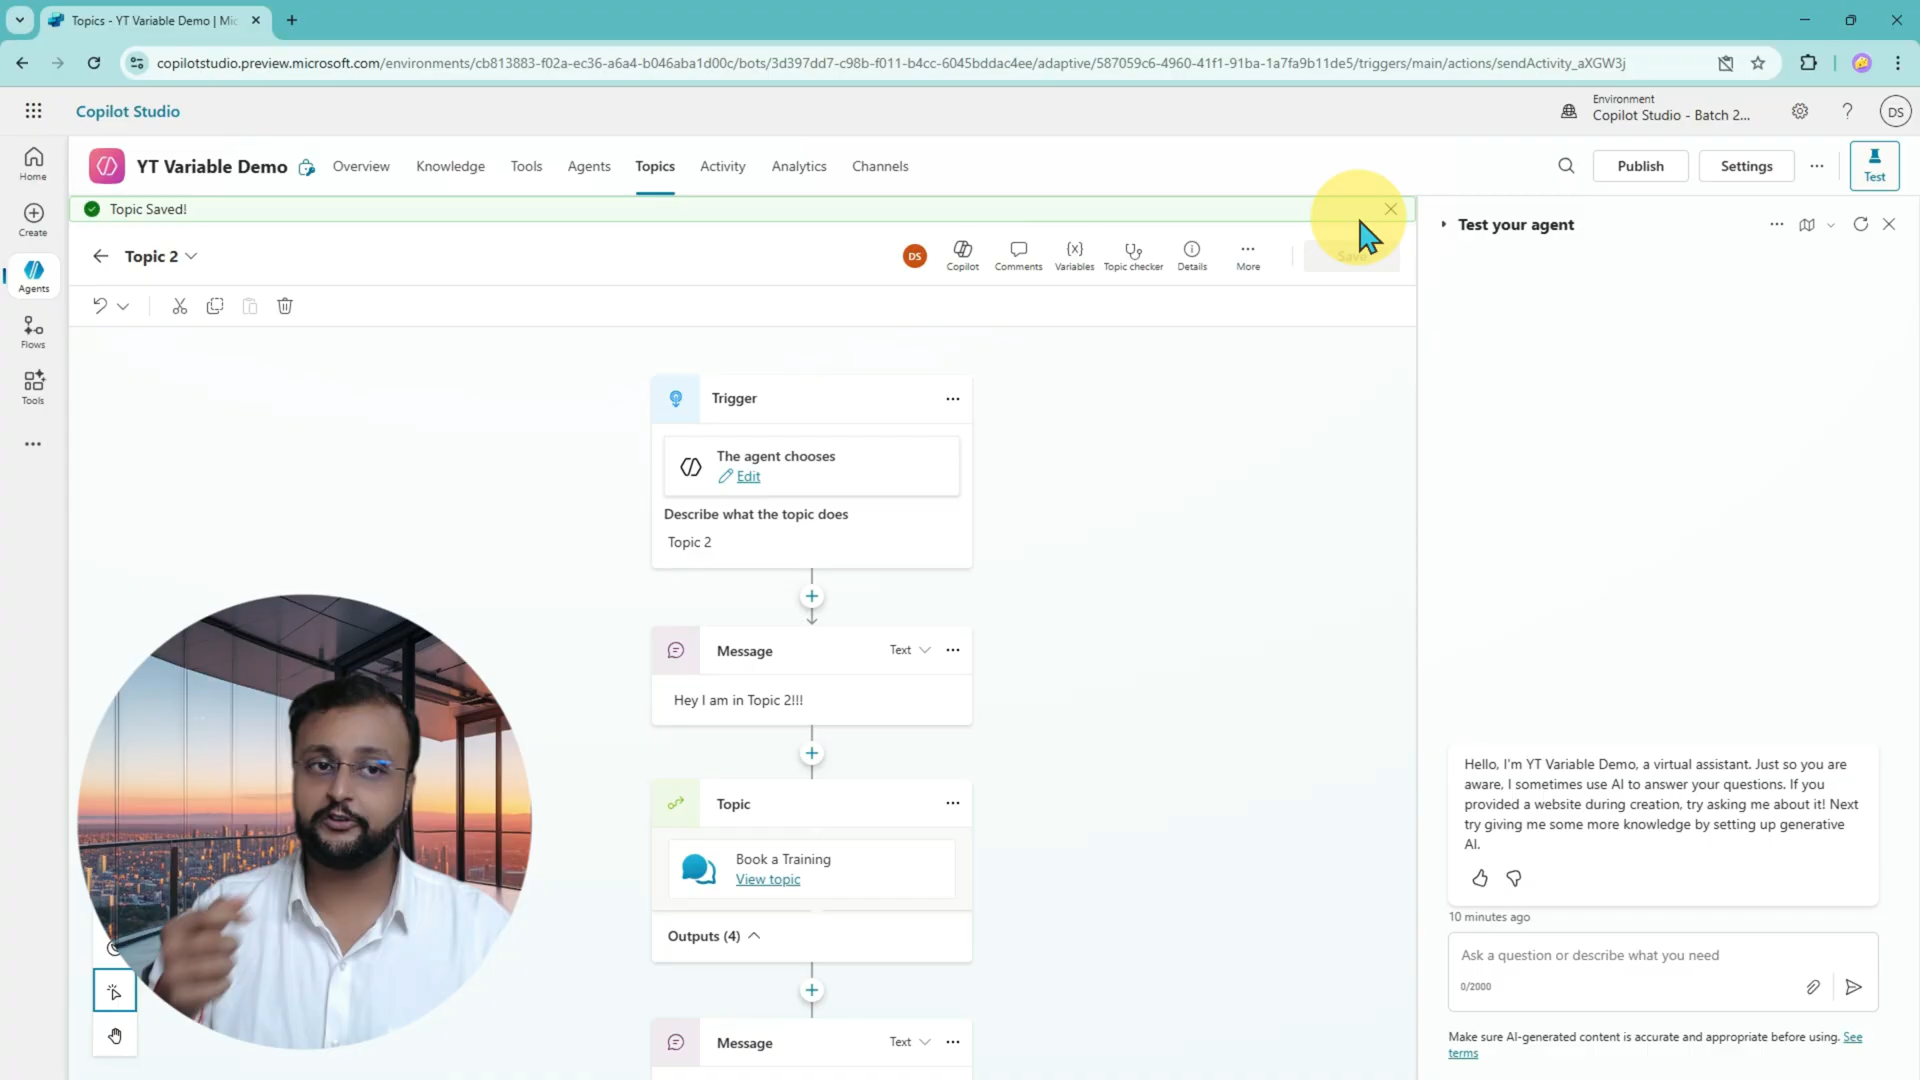 Topics - YT Variable Demo | Mic
copilotstudio.preview.microsoft.com/environments/cb813883-f02a-ec36-a6a4-b046aba1d00c/bots/3d397dd7-c98b-f011-b4cc-6045bddac4ee/adaptive/587059c6-4960-41f1-91ba-1a7fa9b11de5/triggers/main/actions/sendActivity_aXGW3j
Copilot Studio
Environment
Copilot Studio - Batch 2...
DS
Home
Create
Agents
Flows
Tools
YT Variable Demo
Overview
Knowledge
Tools
Agents
Topics
Activity
Analytics
Channels
Publish
Settings
Test
Topic Saved!
Topic 2
DS
Copilot
Comments
Variables
Topic checker
Details
More
Save
Trigger
The agent chooses
Edit
Describe what the topic does
Topic 2
Message
Text
Hey I am in Topic 2!!!
Topic
Book a Training
View topic
Outputs (4)
Message
Text
Test your agent
Hello, I'm YT Variable Demo, a virtual assistant. Just so you are
aware, I sometimes use AI to answer your questions. If you
provided a website during creation, try asking me about it! Next
try giving me some more knowledge by setting up generative
AI.
10 minutes ago
Ask a question or describe what you need
0/2000
Make sure AI-generated content is accurate and appropriate before using. See
terms